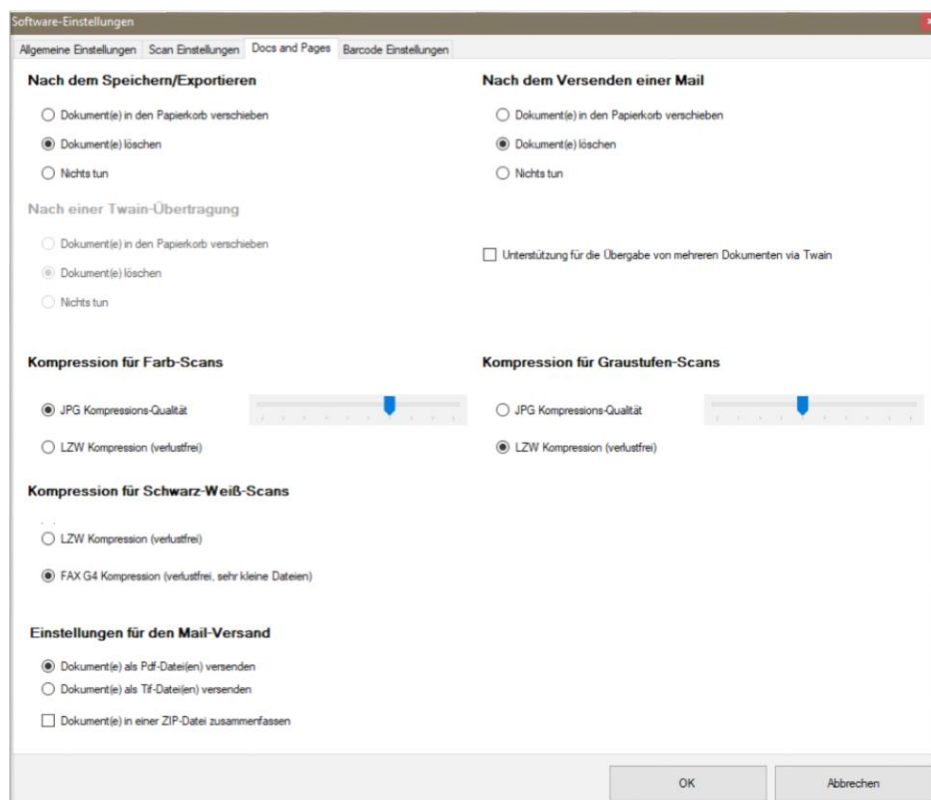 Software-Einstellungen
Allgemeine Einstellungen Scan Einstellungen Docs and Pages Barcode Einstellungen
Nach dem Speichern/Exportieren
Dokument(e) in den Papierkorb verschieben
Dokument(e) löschen
Nichts tun
Nach dem Versenden einer Mail
Dokument(e) in den Papierkorb verschieben
Dokument(e) löschen
Nichts tun
Nach einer Twain-Übertragung
Dokument(e) in den Papierkorb verschieben
Dokument(e) löschen
Nichts tun
Unterstützung für die Übergabe von mehreren Dokumenten via Twain
Kompression für Farb-Scans
JPG Kompressions-Qualität
LZW Kompression (verlustfrei)
Kompression für Graustufen-Scans
JPG Kompressions-Qualität
LZW Kompression (verlustfrei)
Kompression für Schwarz-Weiß-Scans
LZW Kompression (verlustfrei)
FAX G4 Kompression (verlustfrei, sehr kleine Dateien)
Einstellungen für den Mail-Versand
Dokument(e) als Pdf-Datei(en) versenden
Dokument(e) als Tif-Datei(en) versenden
Dokument(e) in einer ZIP-Datei zusammenfassen
OK Abbrechen